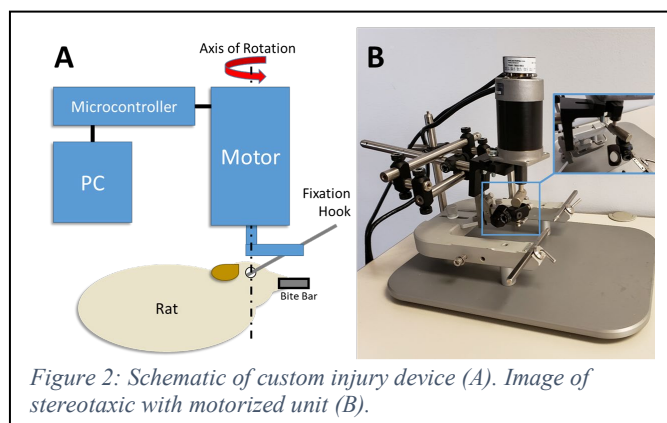 A
Axis of Rotation
B
Microcontroller
PC
Motor
Fixation
Hook
Rat
Bite Bar
Figure 2: Schematic of custom injury device (A). Image of
stereotaxic with motorized unit (B).